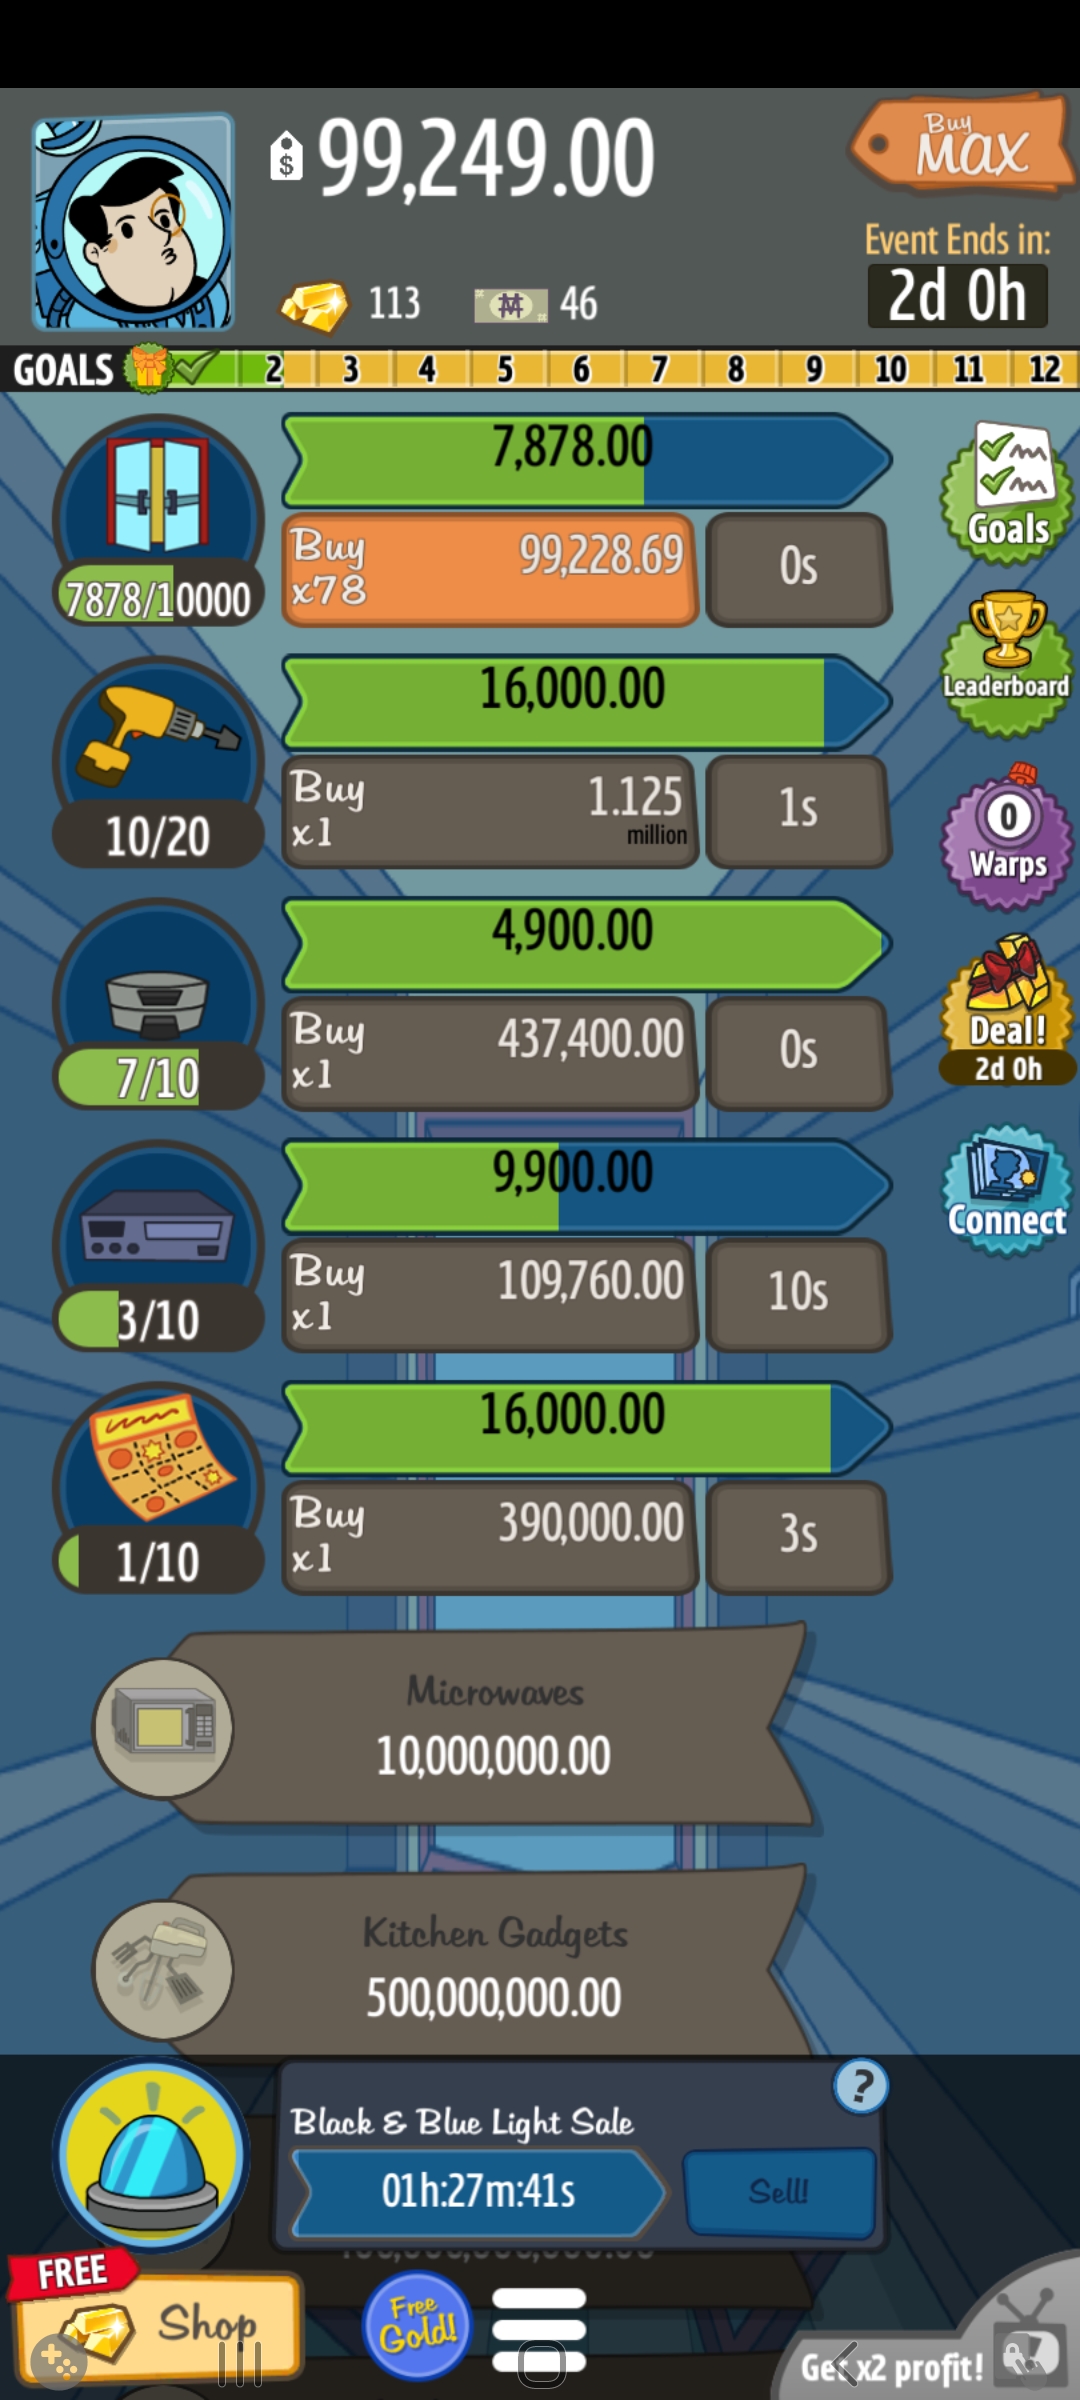 $ 99,249.00
Buy
MAX
113
46
Event Ends in:
2d 0h
GOALS 2 3 4 5 6 7 8 9 10 11 12
7,878.00
7878/10000
Buy
x78
99,228.69
0s
Goals
16,000.00
10/20
Buy
x1
1.125
million
1s
Leaderboard
0
Warps
4,900.00
7/10
Buy
x1
437,400.00
0s
Deal!
2d 0h
9,900.00
3/10
Buy
x1
109,760.00
10s
Connect
16,000.00
1/10
Buy
x1
390,000.00
3s
Microwaves
10,000,000.00
Kitchen Gadgets
500,000,000.00
?
Black & Blue Light Sale
01h:27m:41s
Sell!
FREE
Shop
Free
Gold!
Get x2 profit!